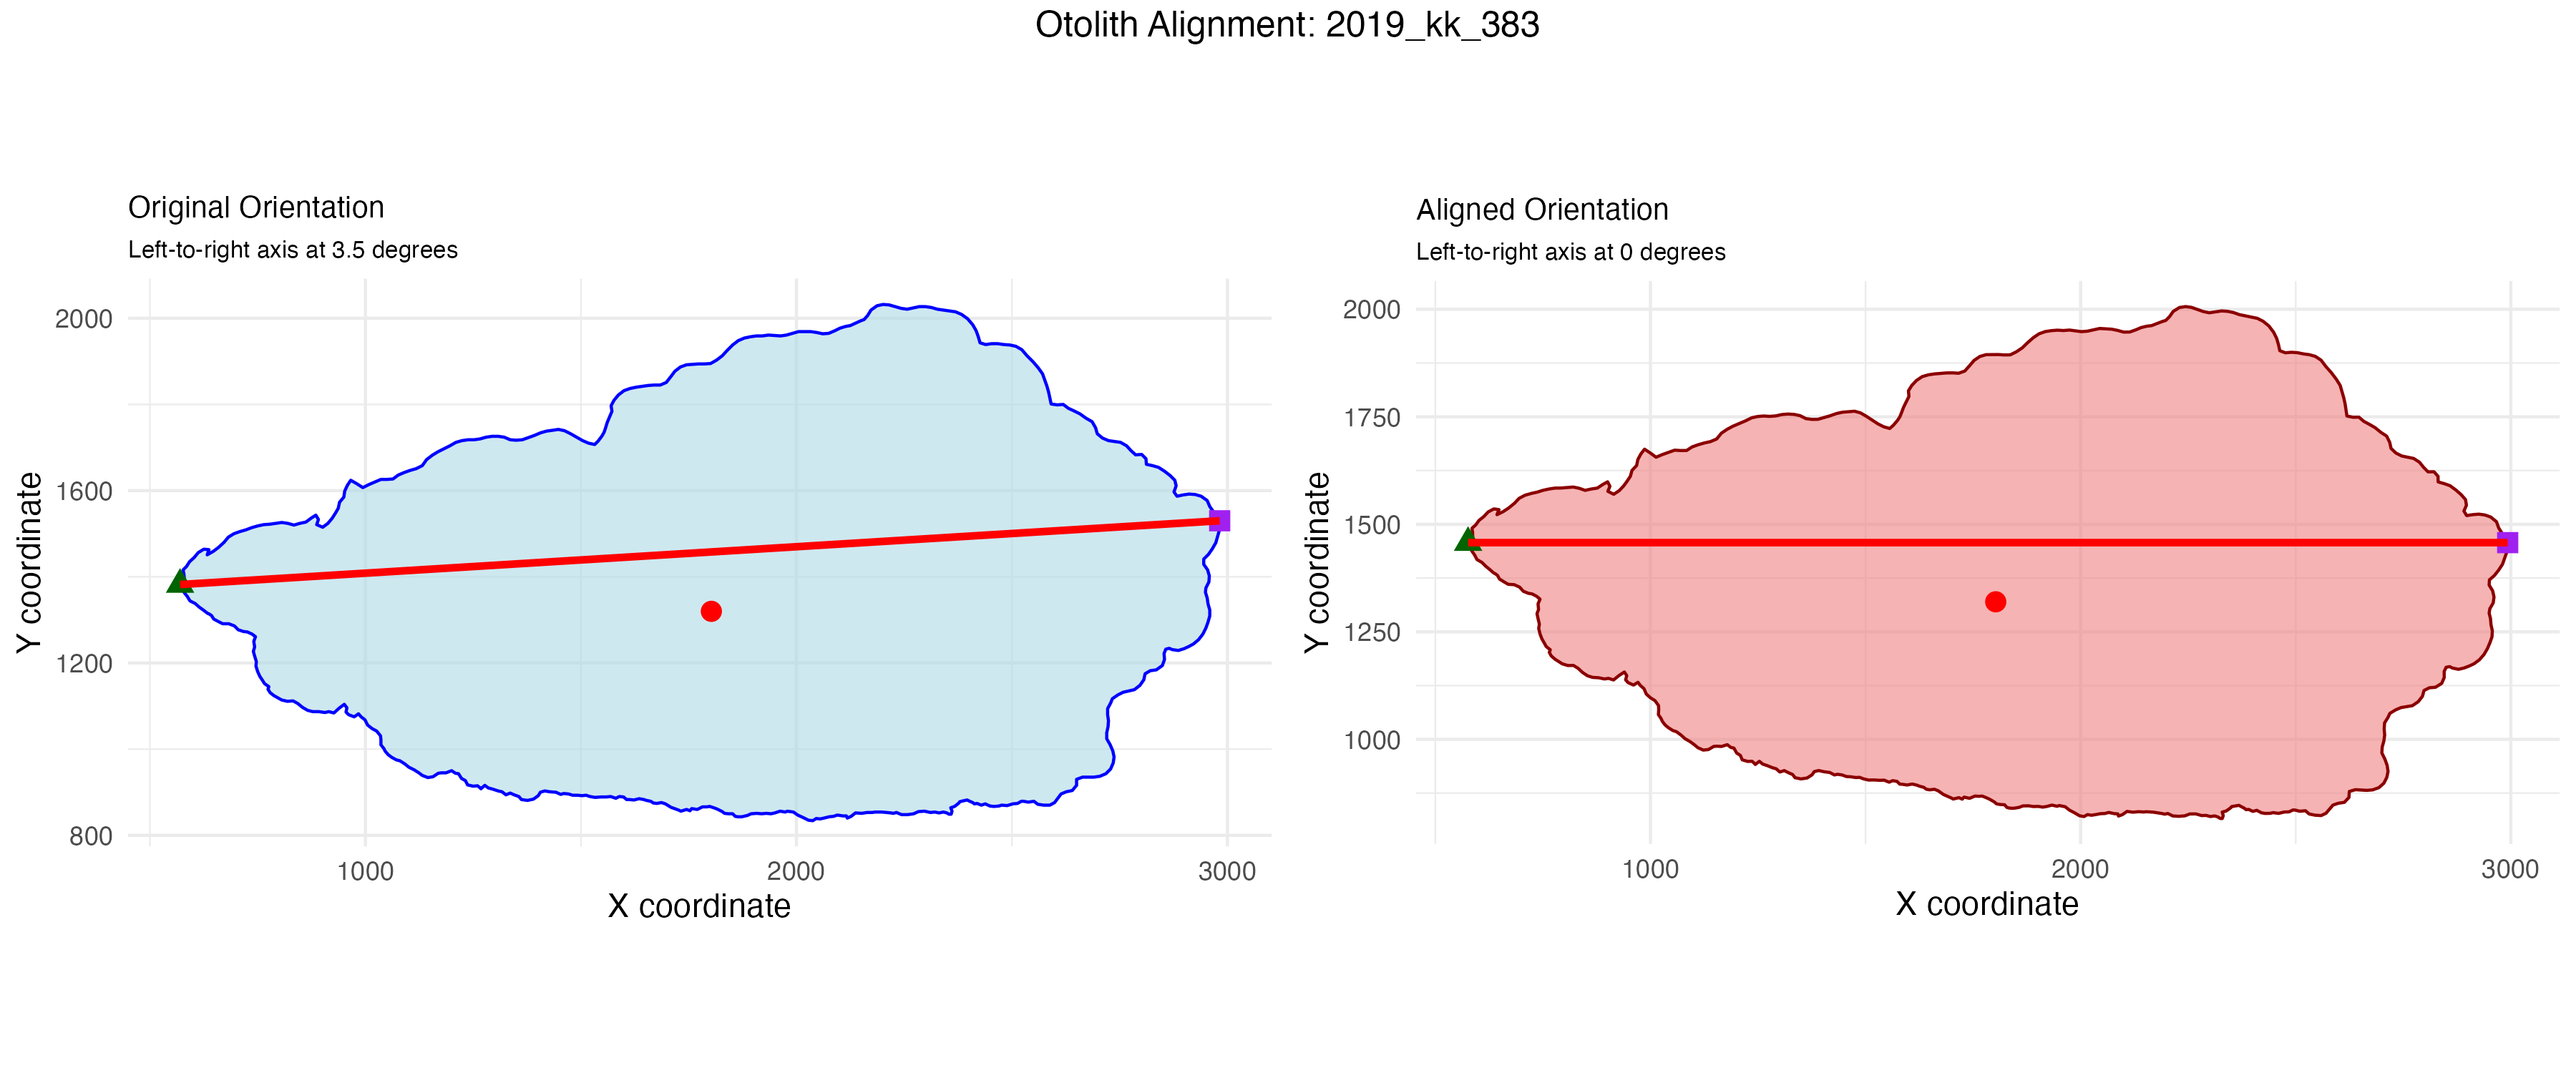 Otolith Alignment: 2019_kk_383
Original Orientation
Left-to-right axis at 3.5 degrees
2000
1600
1200
800
Y coordinate
1000
2000
3000
X coordinate
Aligned Orientation
Left-to-right axis at 0 degrees
2000
1750
1500
1250
1000
Y coordinate
1000
2000
3000
X coordinate